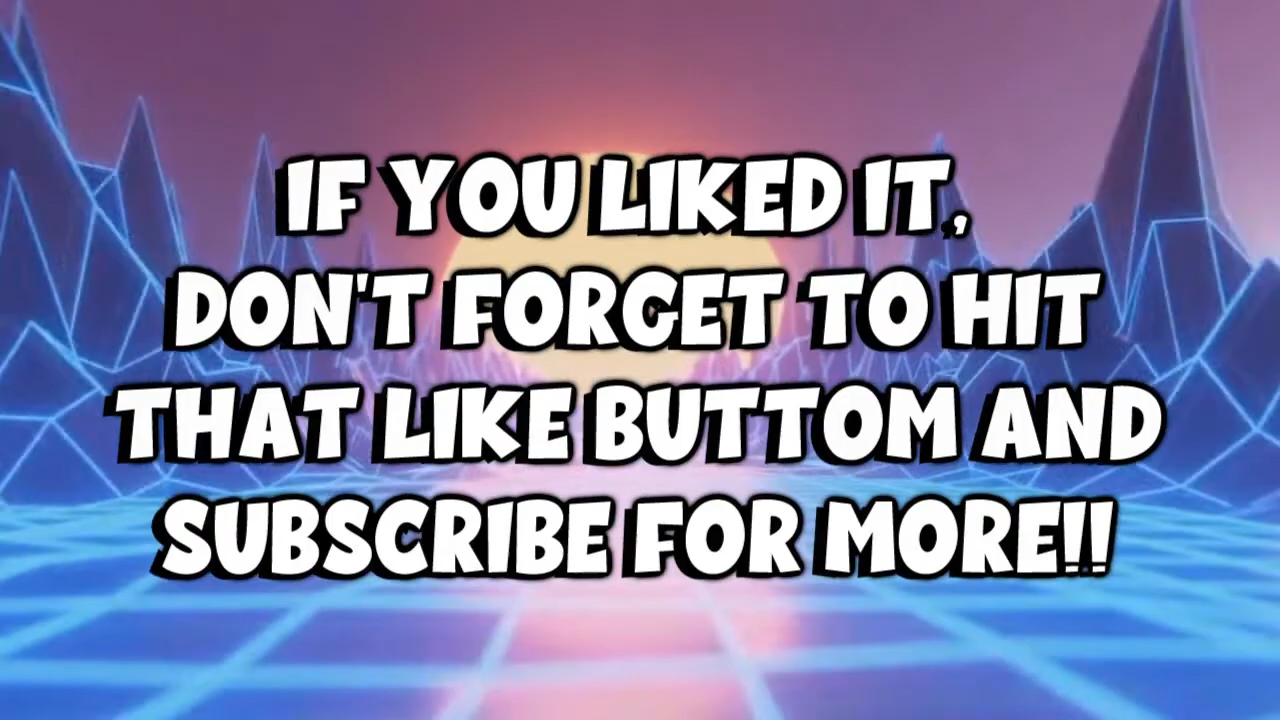 IF YOU LIKED IT,
DON'T FORGET TO HIT
THAT LIKE BUTTOM AND
SUBSCRIBE FOR MORE!!